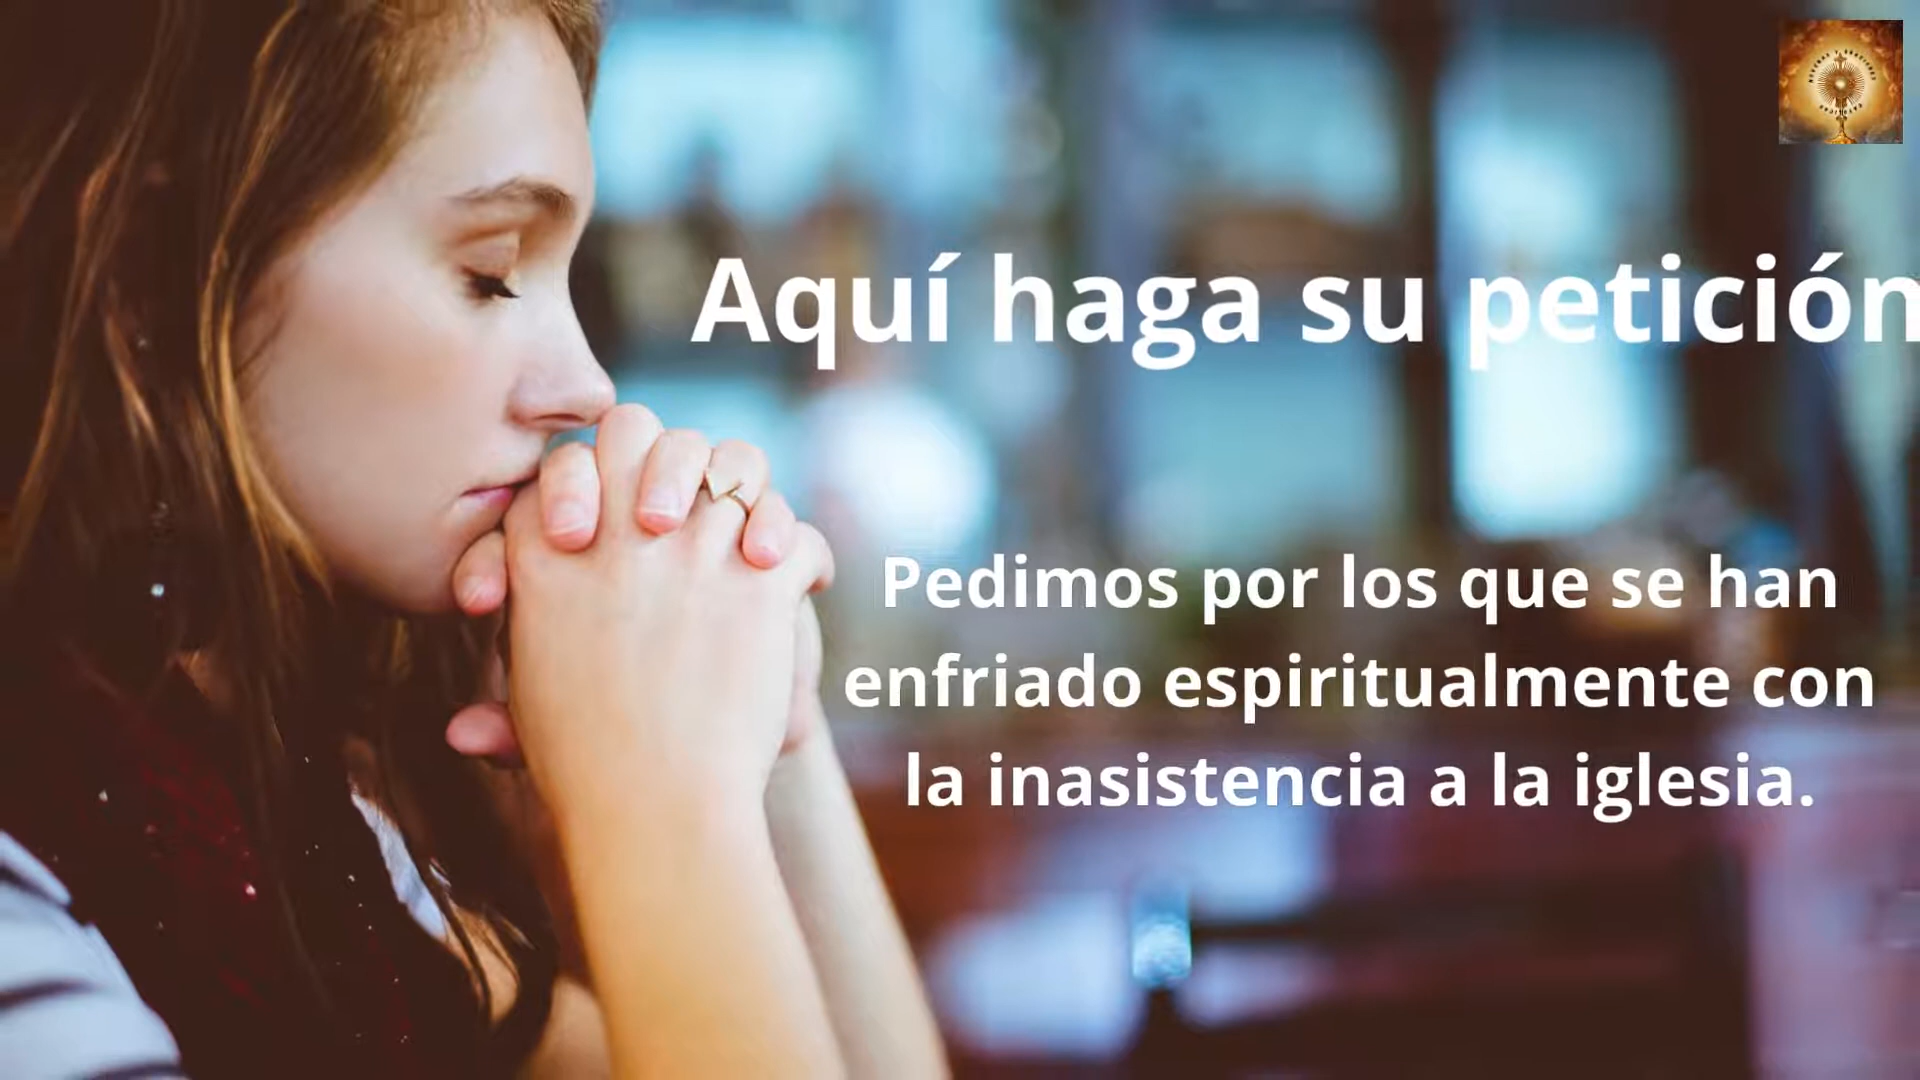 Aquí haga su petición
Pedimos por los que se han
enfriado espiritualmente con
la inasistencia a la iglesia.